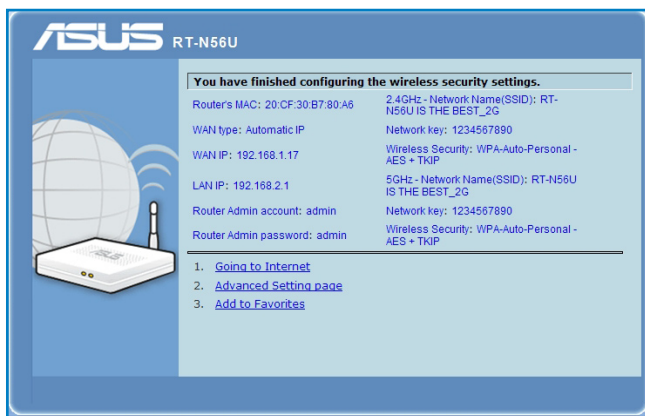 ASUS RT-N56U
You have finished configuring the wireless security settings.
Router's MAC: 20:CF:30:B7:80:A6
2.4GHz - Network Name(SSID): RT-
N56U IS THE BEST_2G
WAN type: Automatic IP
Network key: 1234567890
WAN IP: 192.168.1.17
Wireless Security: WPA-Auto-Personal -
AES + TKIP
LAN IP: 192.168.2.1
5GHz - Network Name(SSID): RT-N56U
IS THE BEST_2G
Router Admin account: admin
Network key: 1234567890
Router Admin password: admin
Wireless Security: WPA-Auto-Personal -
AES + TKIP
1. Going to Internet
2. Advanced Setting page
3. Add to Favorites
ASUS